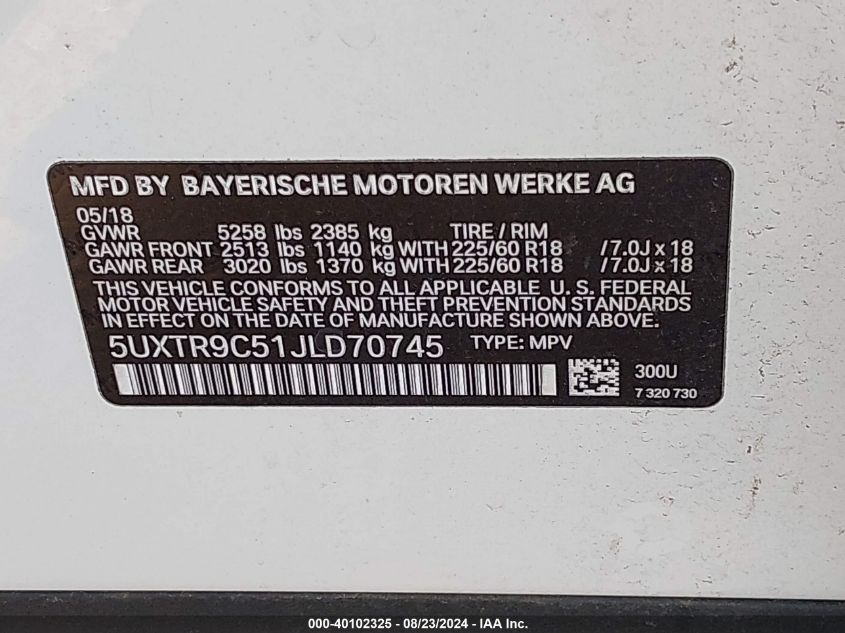 MFD BY BAYERISCHE MOTOREN WERKE AG
05/18
GVWR 5258 lbs 2385 kg TIRE / RIM
GAWR FRONT 2513 lbs 1140 kg WITH 225/60 R18 /7.0J x 18
GAWR REAR 3020 lbs 1370 kg WITH 225/60 R18 /7.0J x 18
THIS VEHICLE CONFORMS TO ALL APPLICABLE U. S. FEDERAL
MOTOR VEHICLE SAFETY AND THEFT PREVENTION STANDARDS
IN EFFECT ON THE DATE OF MANUFACTURE SHOWN ABOVE.
5UXTR9C51JLD70745 TYPE: MPV
300U
7 320 730
000-40102325 - 08/23/2024 - IAA Inc.